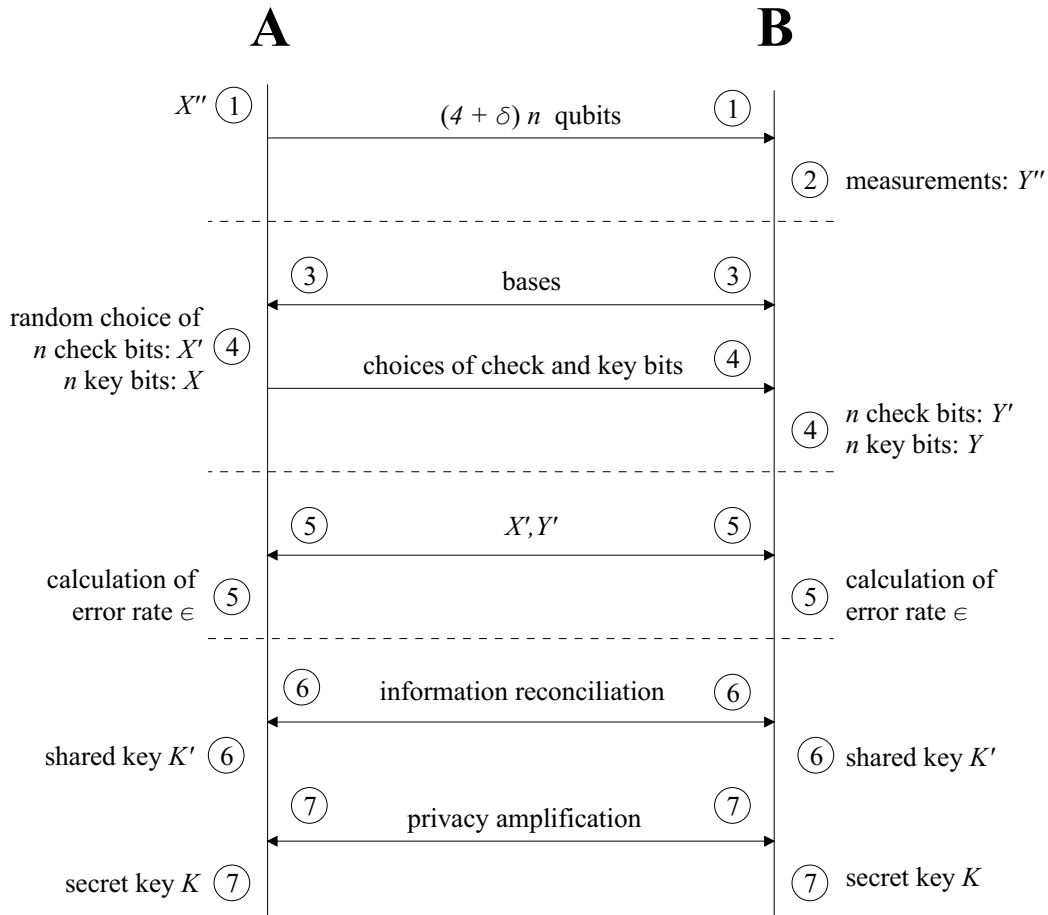 A B
X'' ① (4 + δ) n qubits ①
② measurements: Y''
③ bases ③
random choice of
n check bits: X' ④
n key bits: X
choices of check and key bits ④
④ n check bits: Y'
n key bits: Y
⑤ X',Y' ⑤
calculation of
error rate ∈ ⑤
⑤ calculation of
error rate ∈
⑥ information reconciliation ⑥
shared key K' ⑥ ⑥ shared key K'
⑦ privacy amplification ⑦
secret key K ⑦ ⑦ secret key K